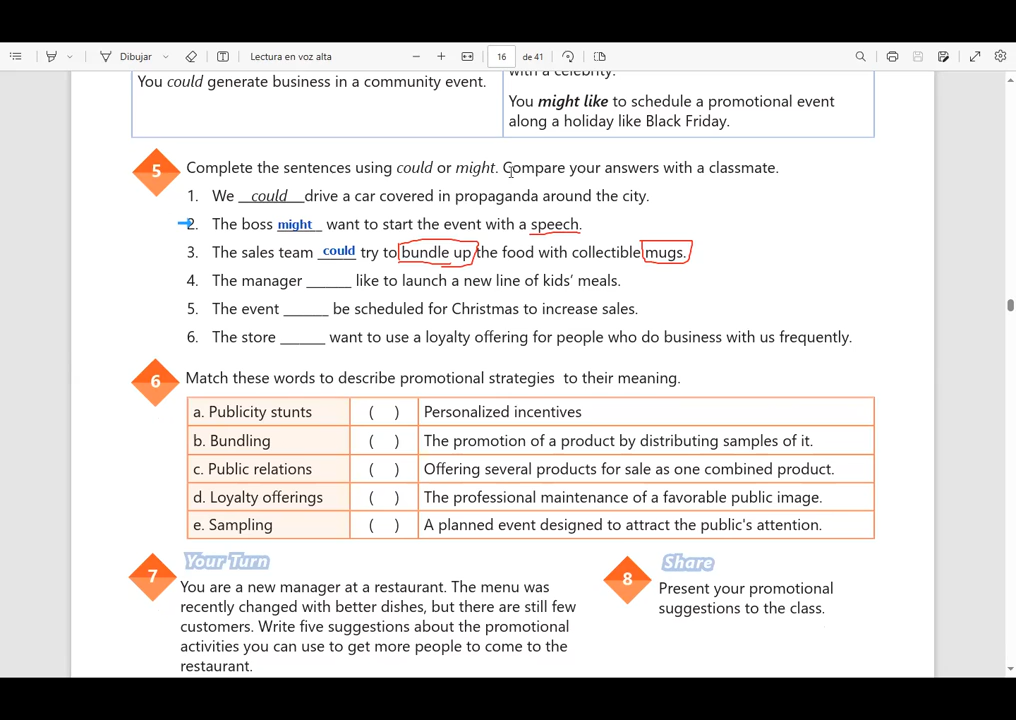 Dibujar
Lectura en voz alta
16
de 41
You could generate business in a community event.
with a celebrity.
You might like to schedule a promotional event
along a holiday like Black Friday.
5
Complete the sentences using could or might. Compare your answers with a classmate.
1. We __could___drive a car covered in propaganda around the city.
2. The boss might want to start the event with a speech.
3. The sales team could try to bundle up the food with collectible mugs.
4. The manager ______ like to launch a new line of kids’ meals.
5. The event ______ be scheduled for Christmas to increase sales.
6. The store ______ want to use a loyalty offering for people who do business with us frequently.
6
Match these words to describe promotional strategies to their meaning.
a. Publicity stunts ( ) Personalized incentives
b. Bundling ( ) The promotion of a product by distributing samples of it.
c. Public relations ( ) Offering several products for sale as one combined product.
d. Loyalty offerings ( ) The professional maintenance of a favorable public image.
e. Sampling ( ) A planned event designed to attract the public's attention.
7
Your Turn
You are a new manager at a restaurant. The menu was
recently changed with better dishes, but there are still few
customers. Write five suggestions about the promotional
activities you can use to get more people to come to the
restaurant.
8
Share
Present your promotional
suggestions to the class.